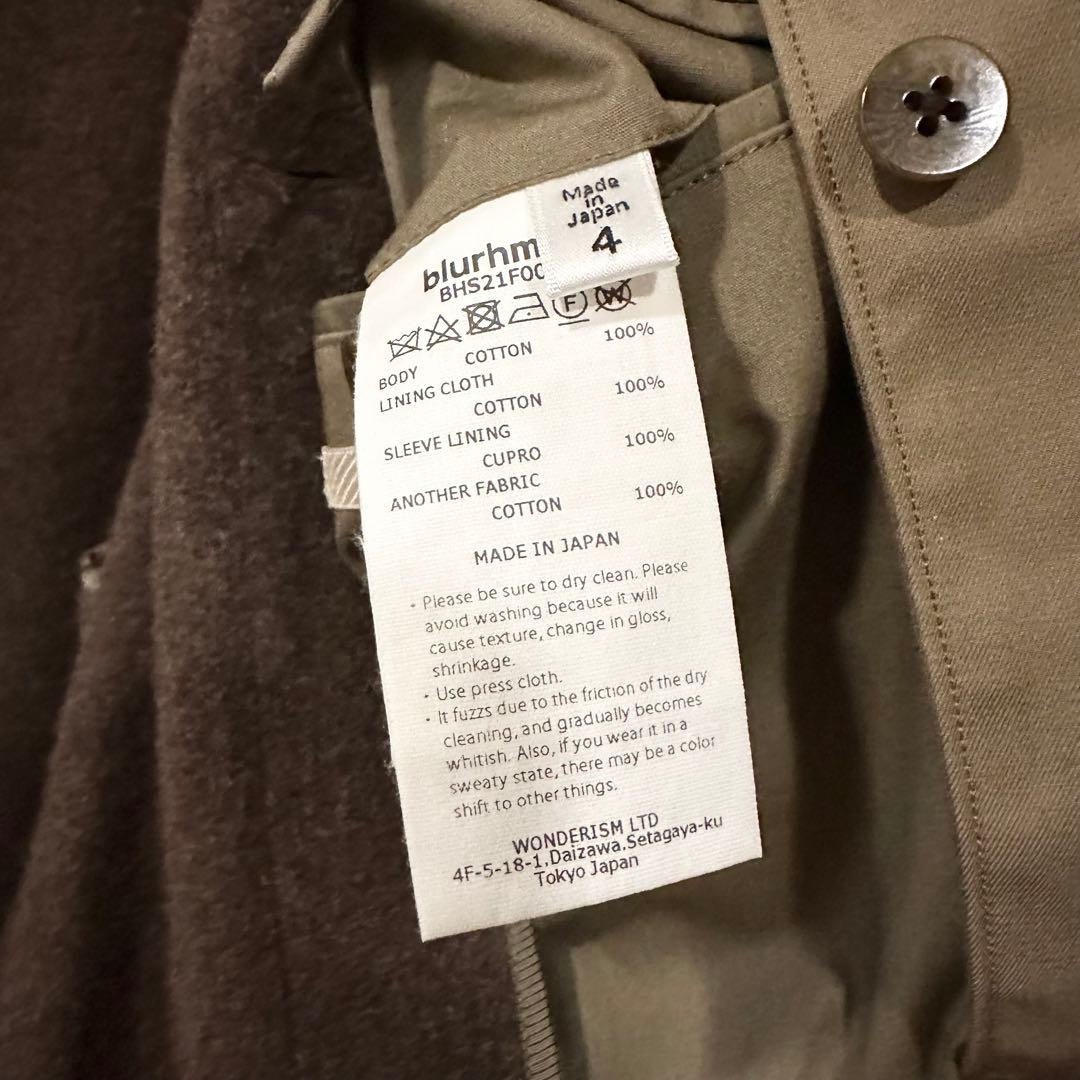 Made
in
Japan
4
blurhm
BHS21F00
F
W
BODY COTTON 100%
LINING CLOTH
COTTON 100%
SLEEVE LINING
CUPRO 100%
ANOTHER FABRIC
COTTON 100%
MADE IN JAPAN
• Please be sure to dry clean. Please
avoid washing because it will
cause texture, change in gloss,
shrinkage.
• Use press cloth.
• It fuzzs due to the friction of the dry
cleaning, and gradually becomes
whitish. Also, if you wear it in a
sweaty state, there may be a color
shift to other things.
WONDERISM LTD
4F-5-18-1, Daizawa. Setagaya-ku
Tokyo Japan